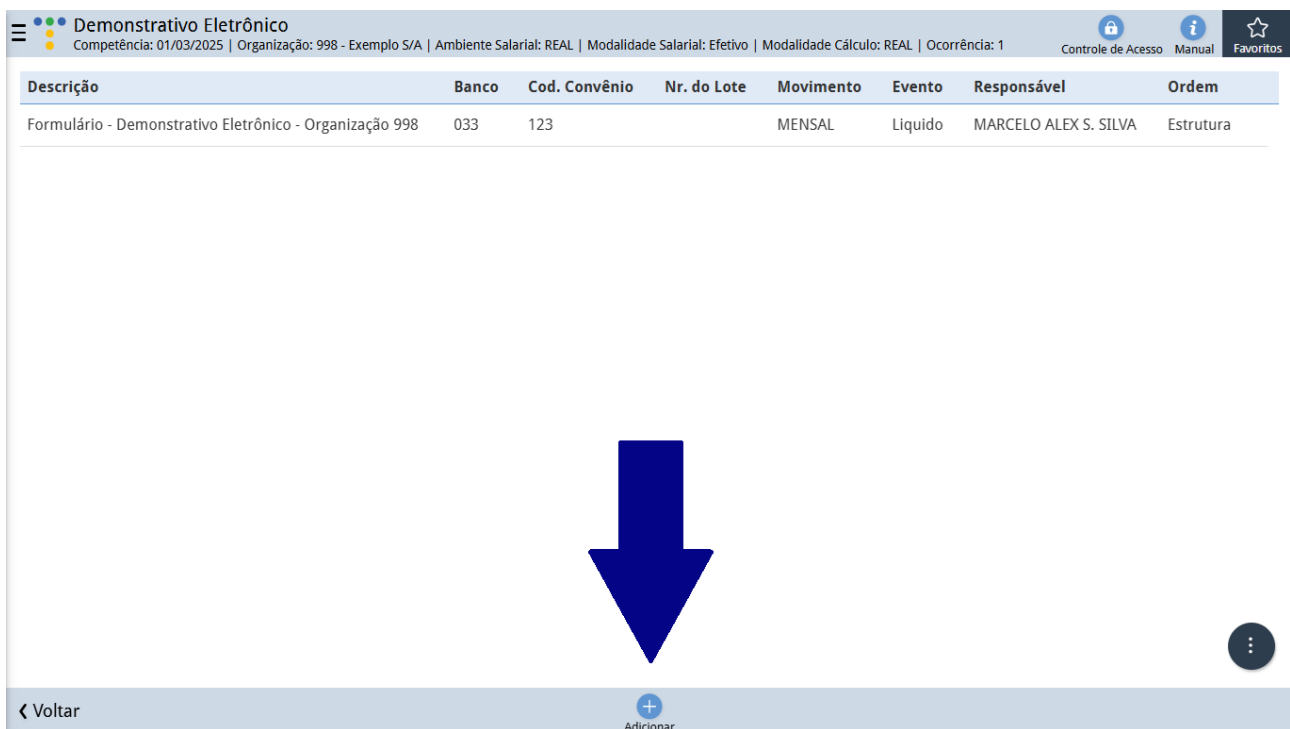 Demonstrativo Eletrônico
Competência: 01/03/2025 | Organização: 998 - Exemplo S/A | Ambiente Salarial: REAL | Modalidade Salarial: Efetivo | Modalidade Cálculo: REAL | Ocorrência: 1
Controle de Acesso Manual Favoritos
Descrição Banco Cod. Convênio Nr. do Lote Movimento Evento Responsável Ordem
Formulário - Demonstrativo Eletrônico - Organização 998 033 123 MENSAL Liquido MARCELO ALEX S. SILVA Estrutura
Voltar
Adicionar